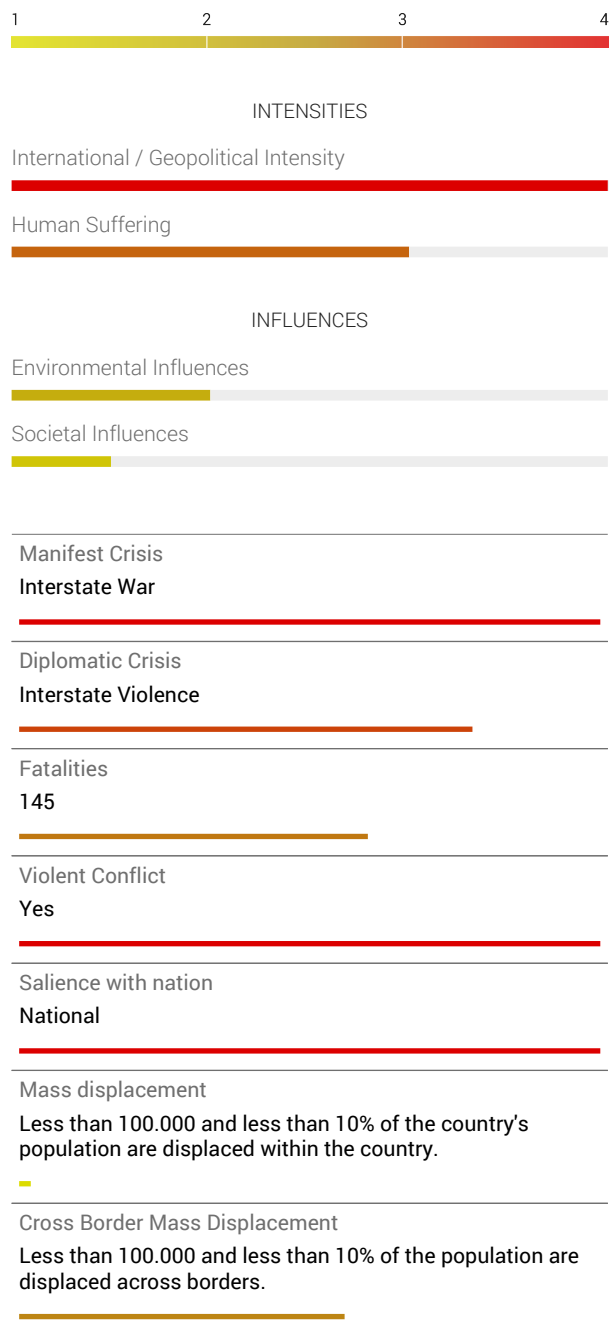 1 2 3 4
INTENSITIES
International / Geopolitical Intensity
Human Suffering
INFLUENCES
Environmental Influences
Societal Influences
Manifest Crisis
Interstate War
Diplomatic Crisis
Interstate Violence
Fatalities
145
Violent Conflict
Yes
Salience with nation
National
Mass displacement
Less than 100.000 and less than 10% of the country's
population are displaced within the country.
Cross Border Mass Displacement
Less than 100.000 and less than 10% of the population are
displaced across borders.